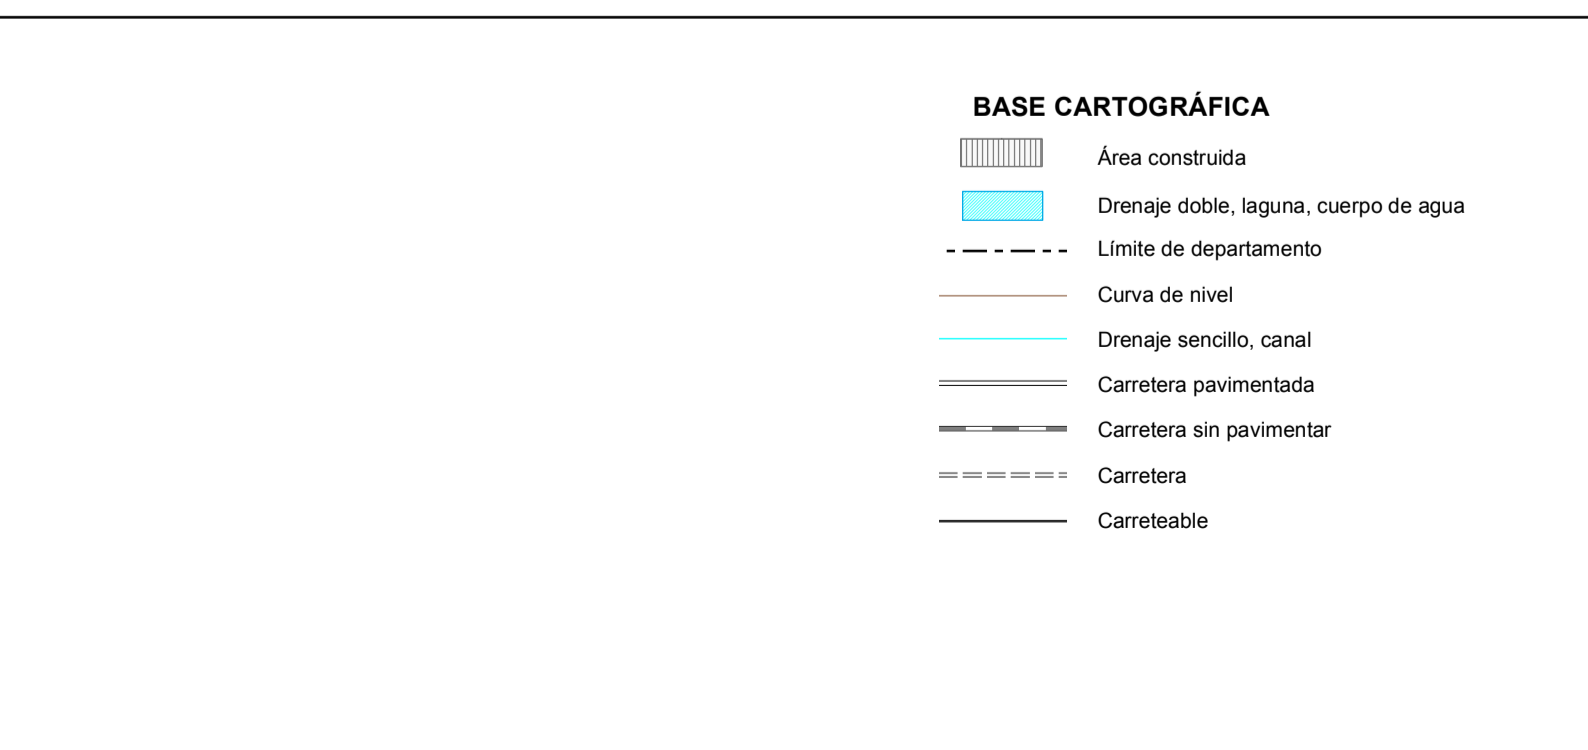 BASE CARTOGRÁFICA
Área construida
Drenaje doble, laguna, cuerpo de agua
Límite de departamento
Curva de nivel
Drenaje sencillo, canal
Carretera pavimentada
Carretera sin pavimentar
Carretera
Carreteable